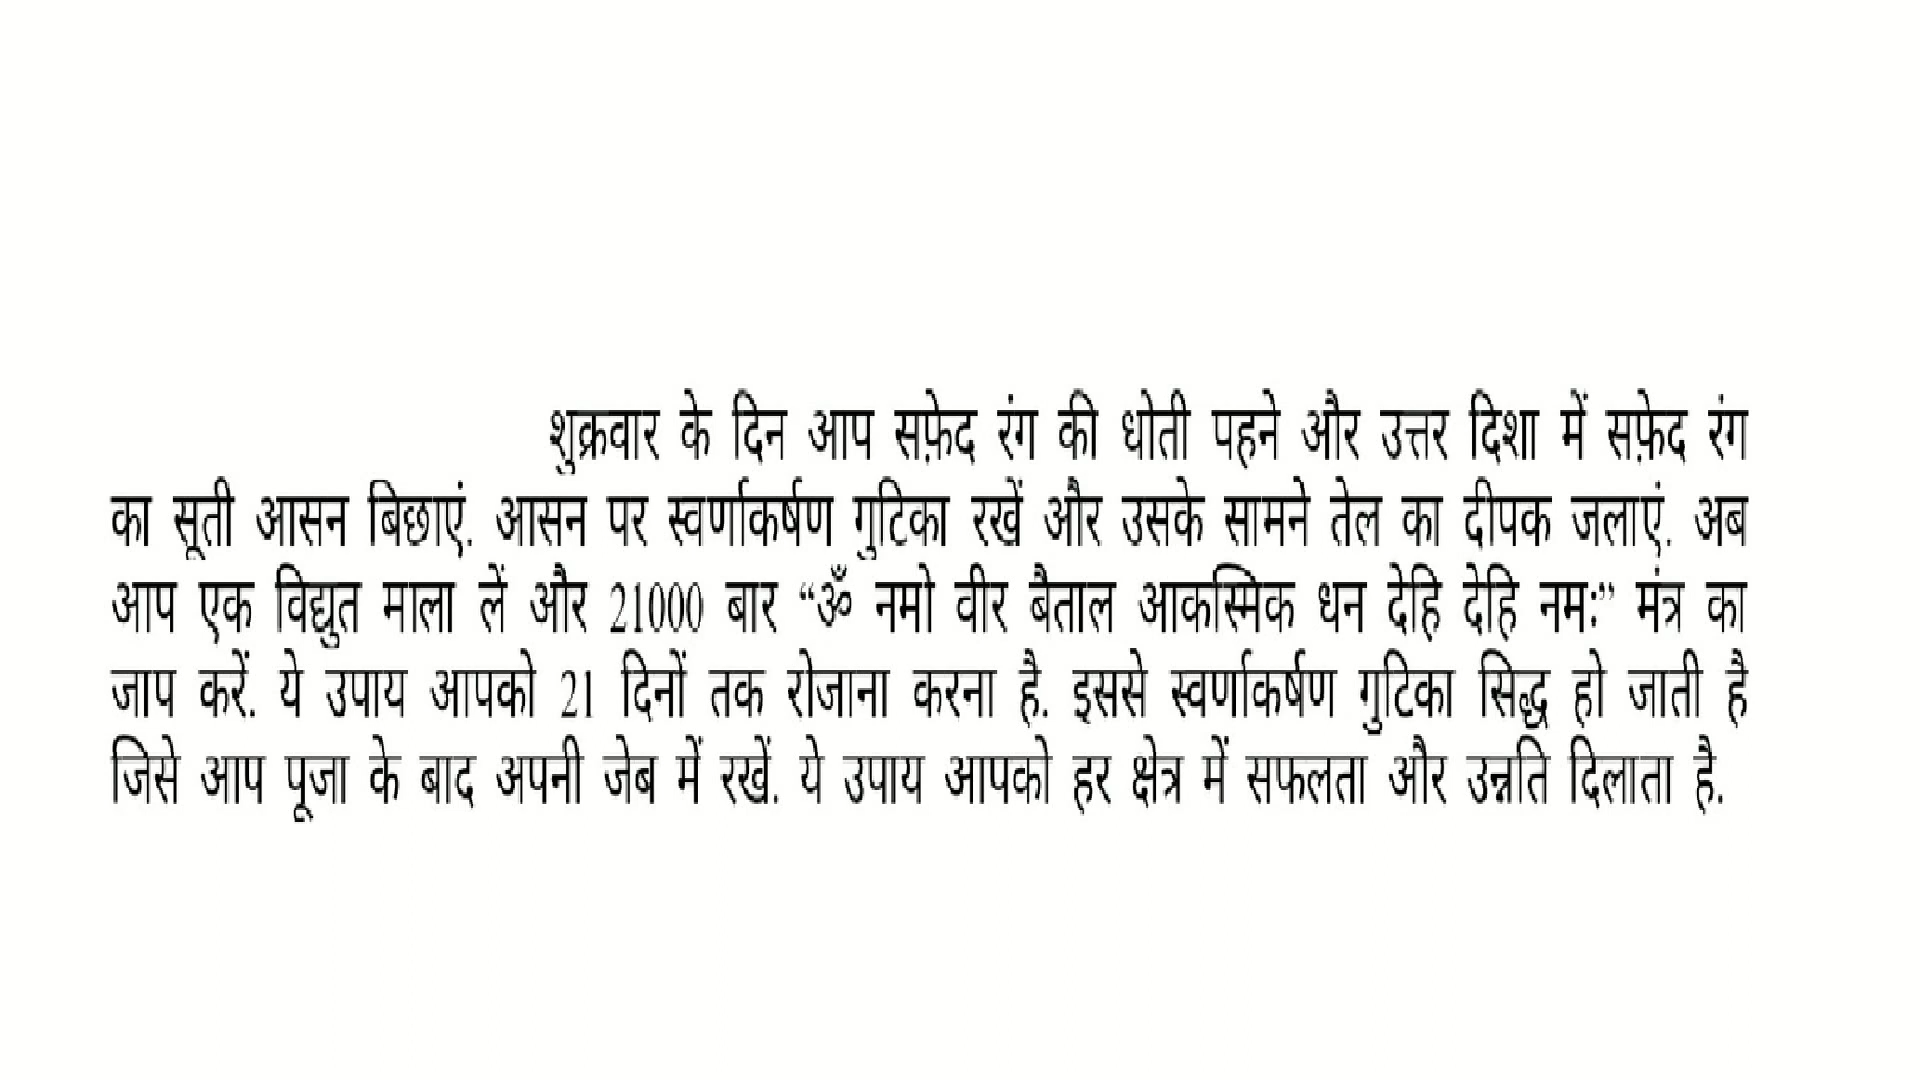 शुक्रवार के दिन आप सफ़ेद रंग की धोती पहने और उत्तर दिशा में सफ़ेद रंग
का सूती आसन बिछाएं. आसन पर स्वर्णाकर्षण गुटिका रखें और उसके सामने तेल का दीपक जलाएं. अब
आप एक विद्युत माला लें और 21000 बार “ॐ नमो वीर बैताल आकस्मिक धन देहि देहि नमः” मंत्र का
जाप करें. ये उपाय आपको 21 दिनों तक रोजाना करना है. इससे स्वर्णाकर्षण गुटिका सिद्ध हो जाती है
जिसे आप पूजा के बाद अपनी जेब में रखें. ये उपाय आपको हर क्षेत्र में सफलता और उन्नति दिलाता है.